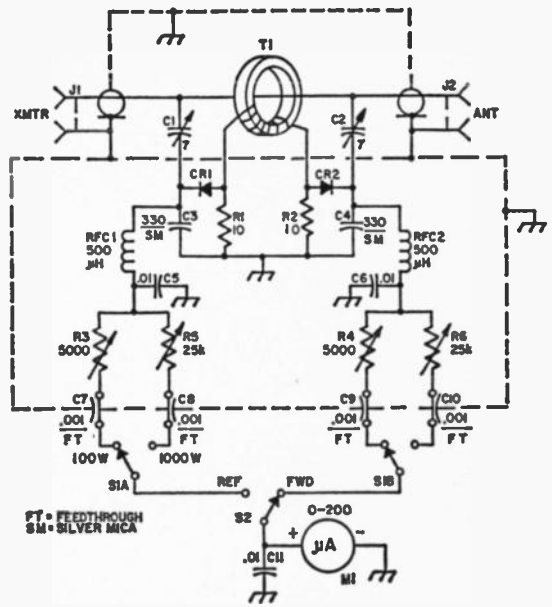 T1
J1
J2
XMTR
ANT
C1
7
C2
7
CR1
CR2
330
SM
C3
R1
10
R2
10
C4
330
SM
RFC1
500
µH
RFC2
500
µH
.01
C5
C6
.01
R3
5000
R5
25k
R4
5000
R6
25k
C7
C8
C9
C10
.001
FT
.001
FT
.001
FT
.001
FT
100W
1000W
S1A
S1B
REF
FWD
S2
0-200
+
µA
-
M1
.01
C11
FT = FEEDTHROUGH
SM = SILVER MICA